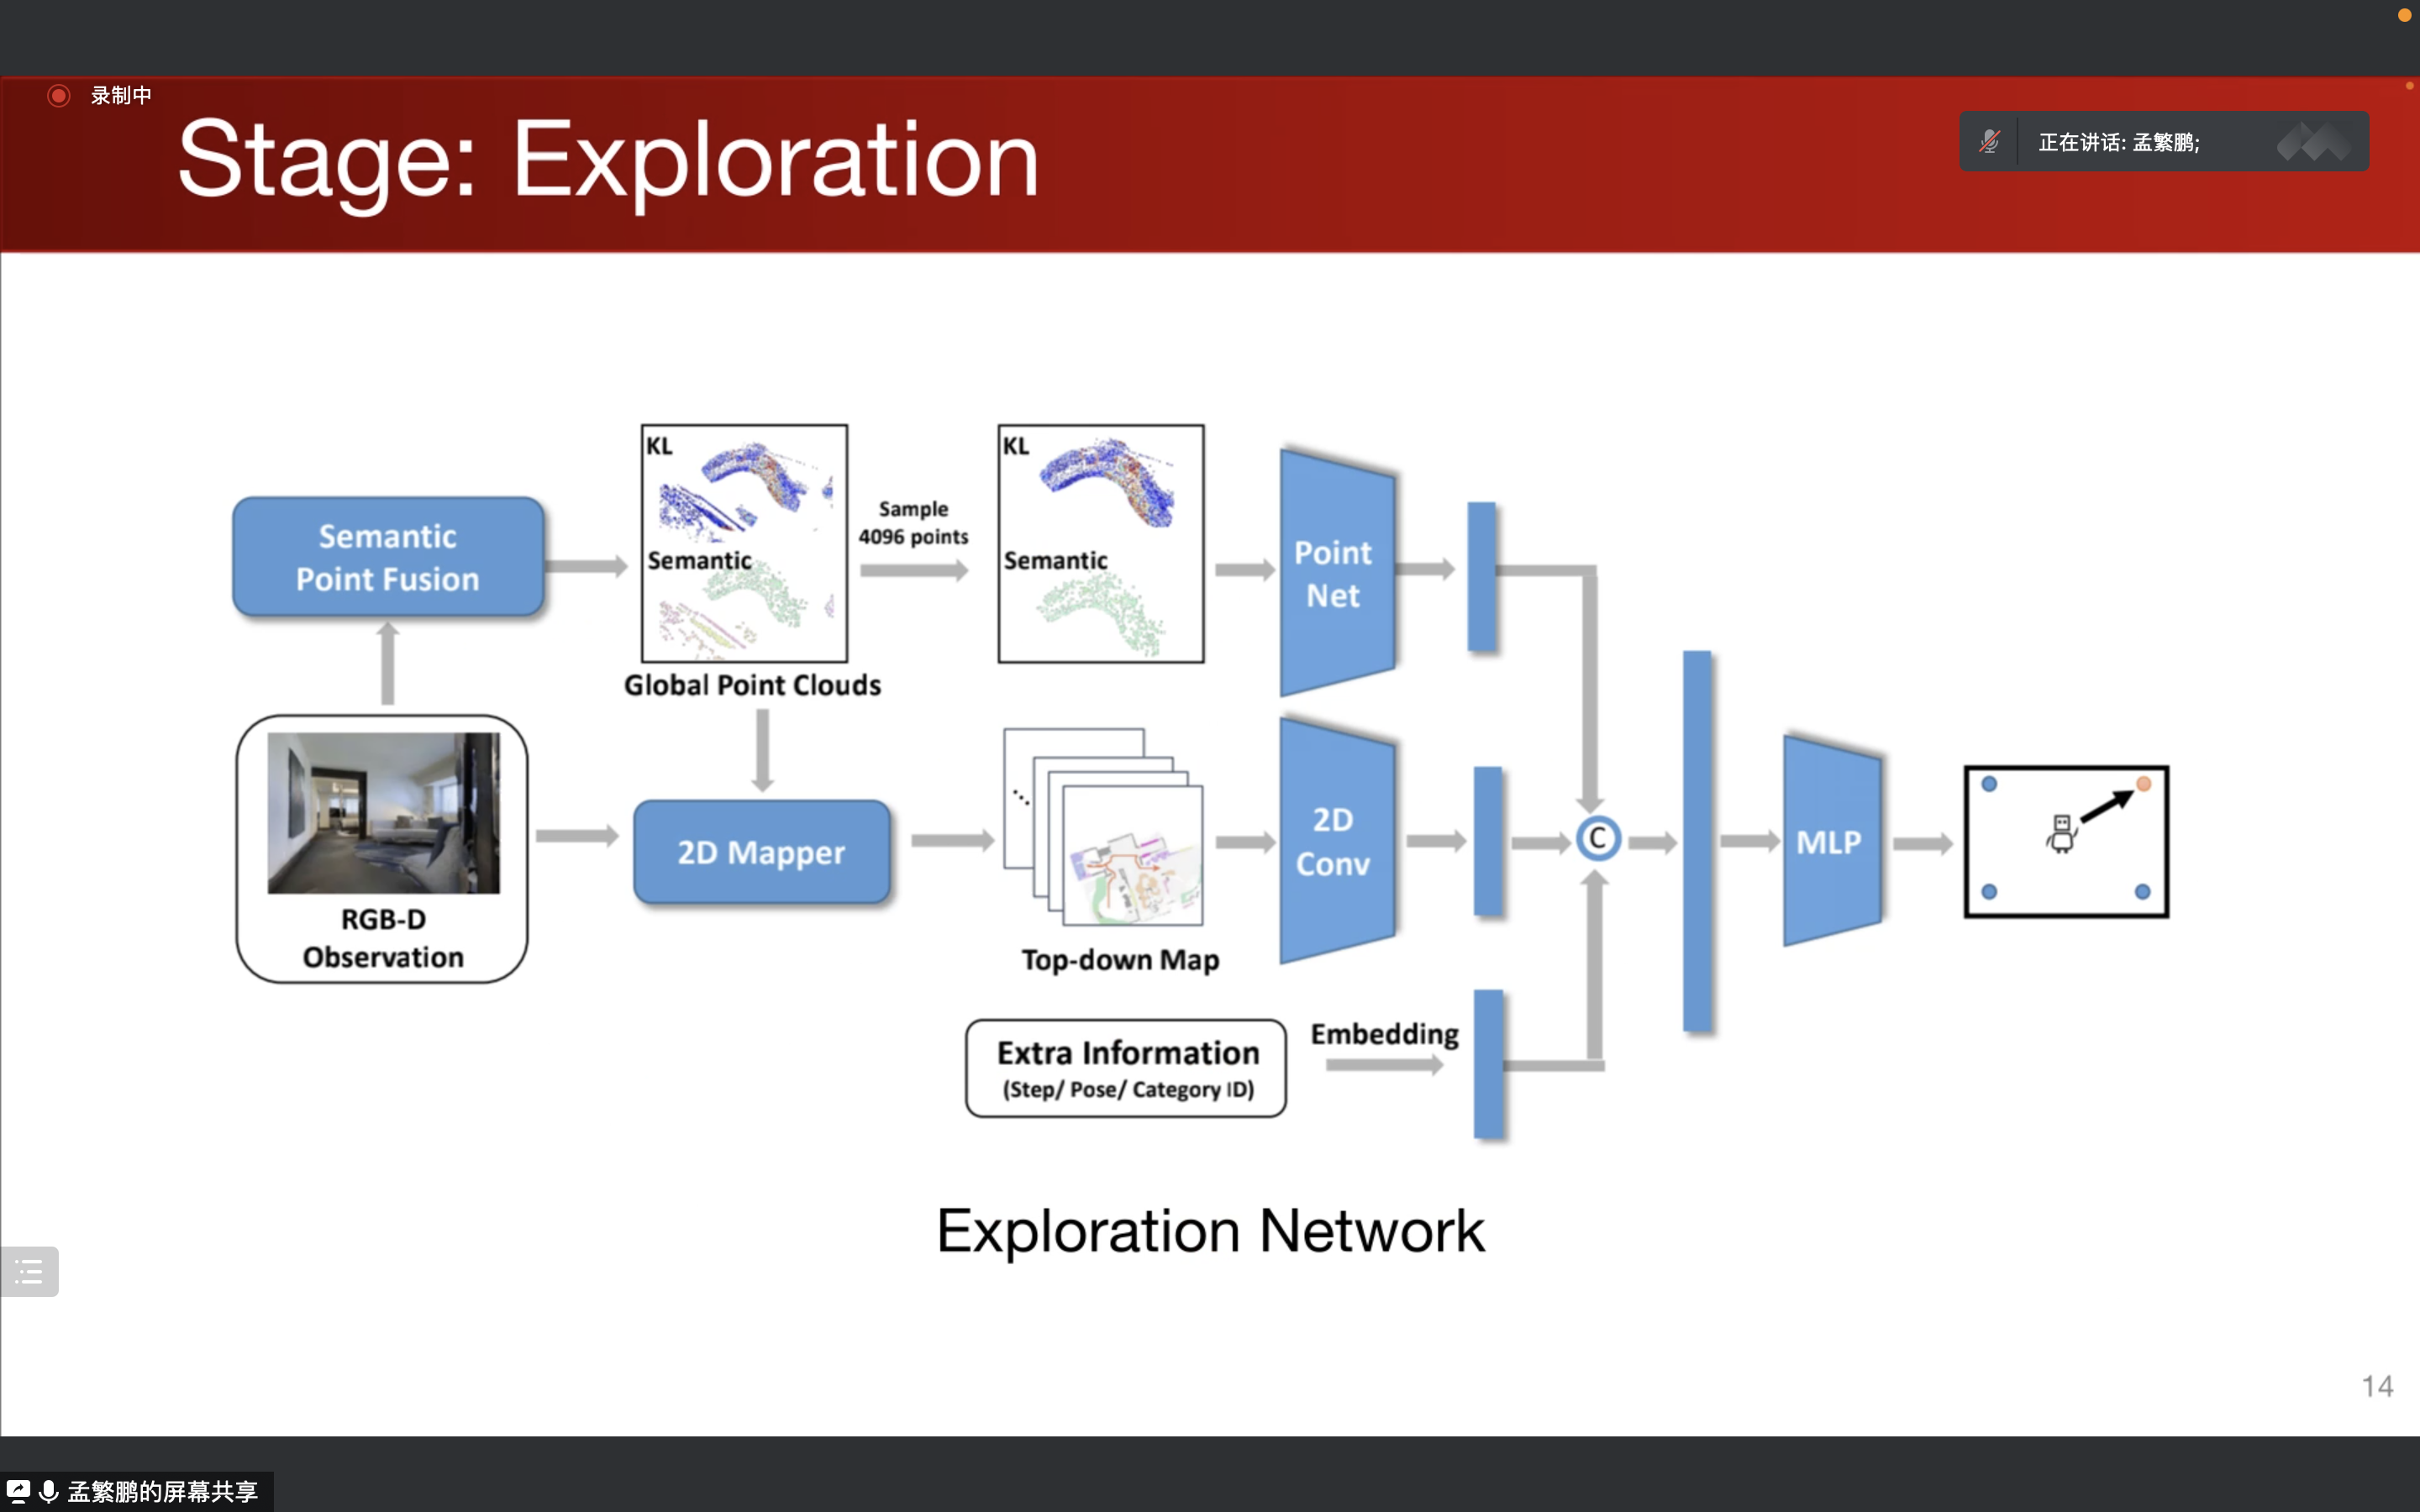 录制中
Stage: Exploration
正在讲话: 孟繁鹏;
Semantic
Point Fusion
KL
Semantic
Global Point Clouds
Sample
4096 points
KL
Semantic
Point
Net
RGB-D
Observation
2D Mapper
Top-down Map
2D
Conv
C
MLP
Extra Information
(Step/ Pose/ Category ID)
Embedding
Exploration Network
14
孟繁鹏的屏幕共享